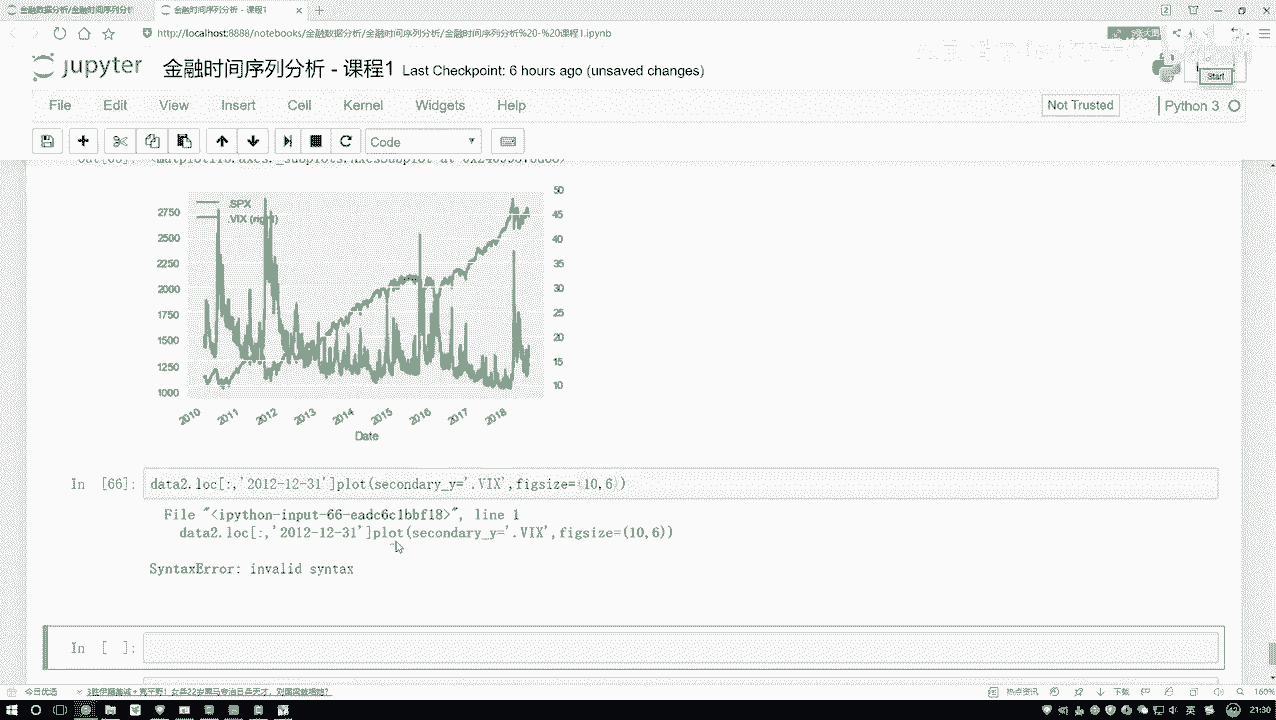 金融数据分析/金融时间序列分析
金融时间序列分析 - 课程1
http://localhost:8888/notebooks/金融数据分析/金融时间序列分析/金融时间序列分析%20-%20课程1.ipynb
jupyter 金融时间序列分析 - 课程1 Last Checkpoint: 6 hours ago (unsaved changes)
Start
File Edit View Insert Cell Kernel Widgets Help
Not Trusted
Python 3
Code
50
.SPX
2750
45
2500
40
2250
35
2000
30
1750
25
1500
20
1250
15
1000
10
2010 2011 2012 2013 2014 2015 2016 2017 2018
Date
In [66]: data2.loc[:,'2012-12-31']plot(secondary_y='.VIX',figsize=(10,6))
File "<ipython-input-66-eadc6c1bbf18>", line 1
data2.loc[:,'2012-12-31']plot(secondary_y='.VIX',figsize=(10,6))
SyntaxError: invalid syntax
In [ ]:
今日优选
热点资讯
下载
160%
21:30